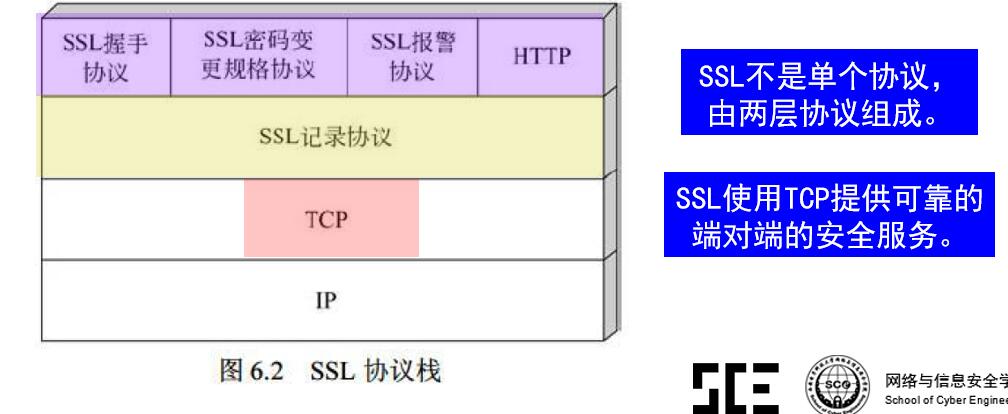 SSL握手
协议
SSL密码变
更规格协议
SSL报警
协议
HTTP
SSL记录协议
TCP
IP
图 6.2 SSL 协议栈
SSL不是单个协议，
由两层协议组成。
SSL使用TCP提供可靠的
端对端的安全服务。
SCE
网络与信息安全学
School of Cyber Engines